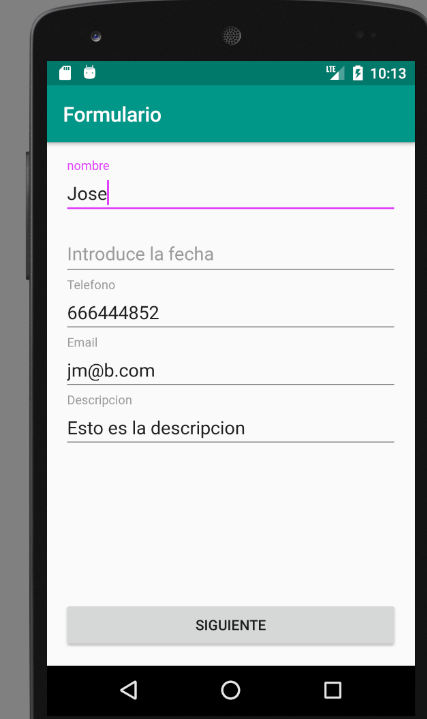 LTE 10:13
Formulario
nombre
Jose
Introduce la fecha
Telefono
666444852
Email
jm@b.com
Descripcion
Esto es la descripcion
SIGUIENTE